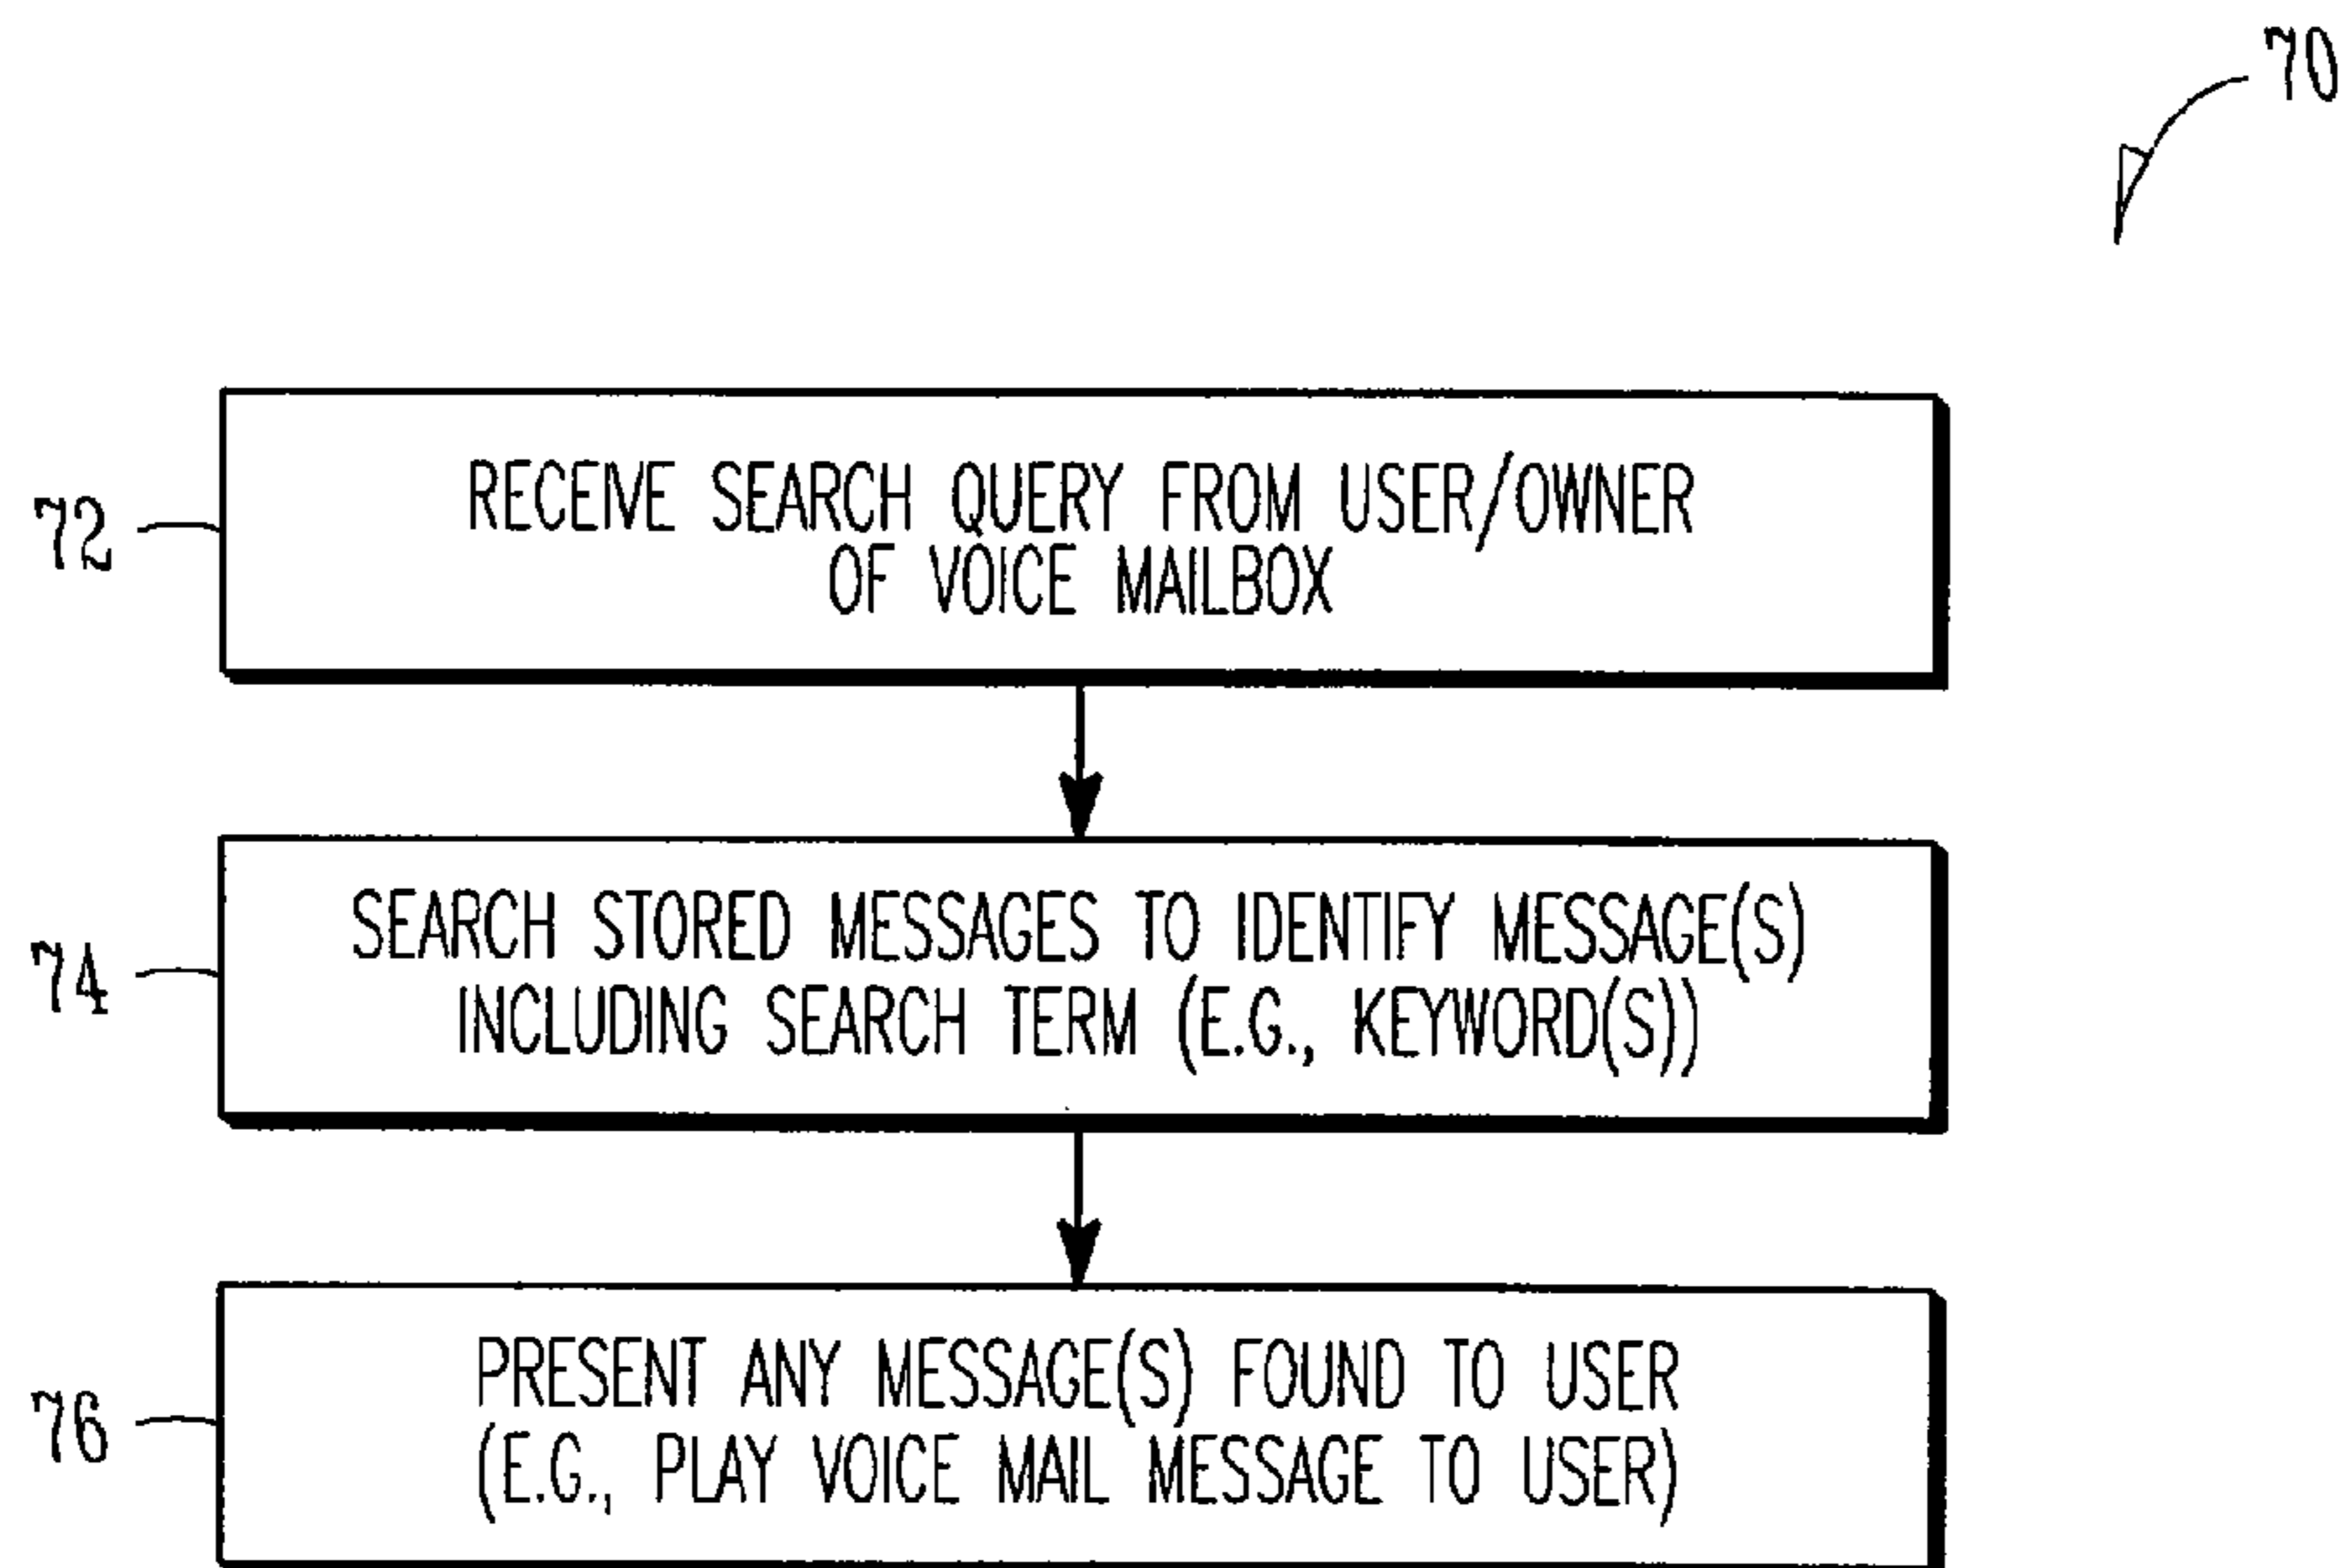 70
72
RECEIVE SEARCH QUERY FROM USER/OWNER
OF VOICE MAILBOX
74
SEARCH STORED MESSAGES TO IDENTIFY MESSAGE(S)
INCLUDING SEARCH TERM (E.G., KEYWORD(S))
76
PRESENT ANY MESSAGE(S) FOUND TO USER
(E.G., PLAY VOICE MAIL MESSAGE TO USER)